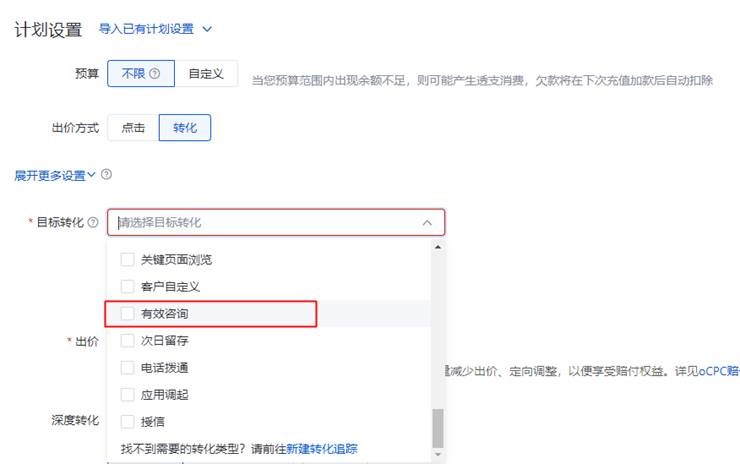 计划设置 导入已有计划设置
预算 不限 自定义 当您预算范围内出现余额不足，则可能产生透支消费，欠款将在下次充值加款后自动扣除
出价方式 点击 转化
展开更多设置
* 目标转化 请选择目标转化
关键页面浏览
客户自定义
有效咨询
* 出价 次日留存
电话拨通 量减少出价、定向调整，以便享受赔付权益。详见oCPC赔
应用调起
深度转化 授信
找不到需要的转化类型？请前往新建转化追踪